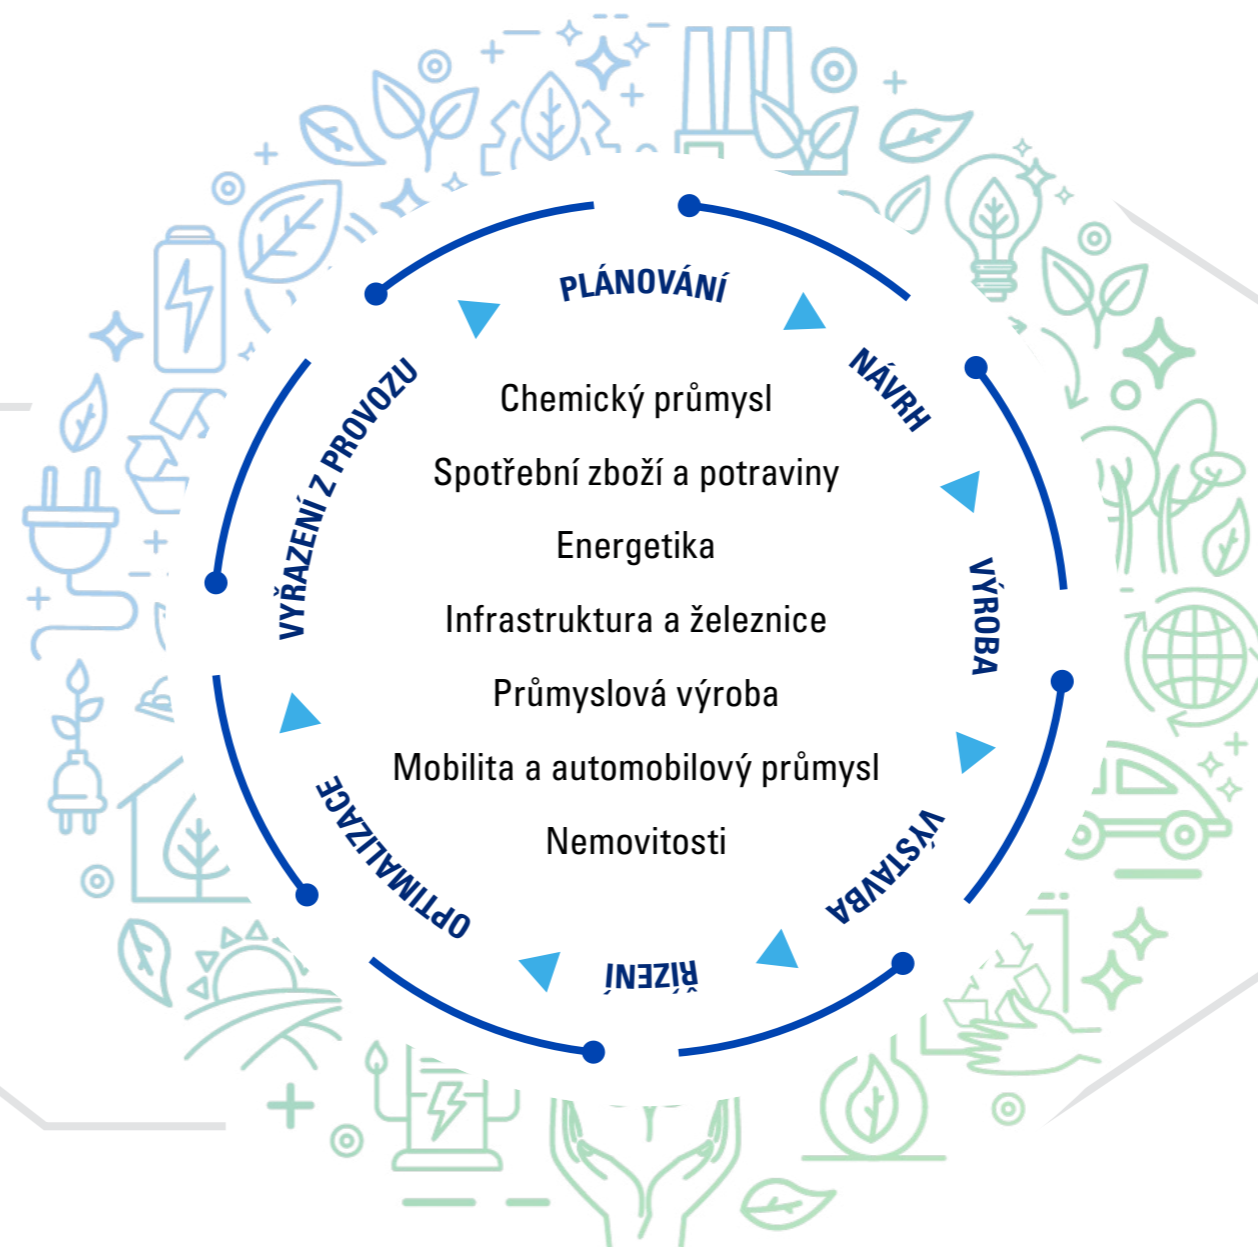 PLÁNOVÁNÍ
NÁVRH
VÝROBA
VÝSTAVBA
ŘÍZENÍ
OPTIMALIZACE
VYŘAZENÍ Z PROVOZU
Chemický průmysl
Spotřební zboží a potraviny
Energetika
Infrastruktura a železnice
Průmyslová výroba
Mobilita a automobilový průmysl
Nemovitosti